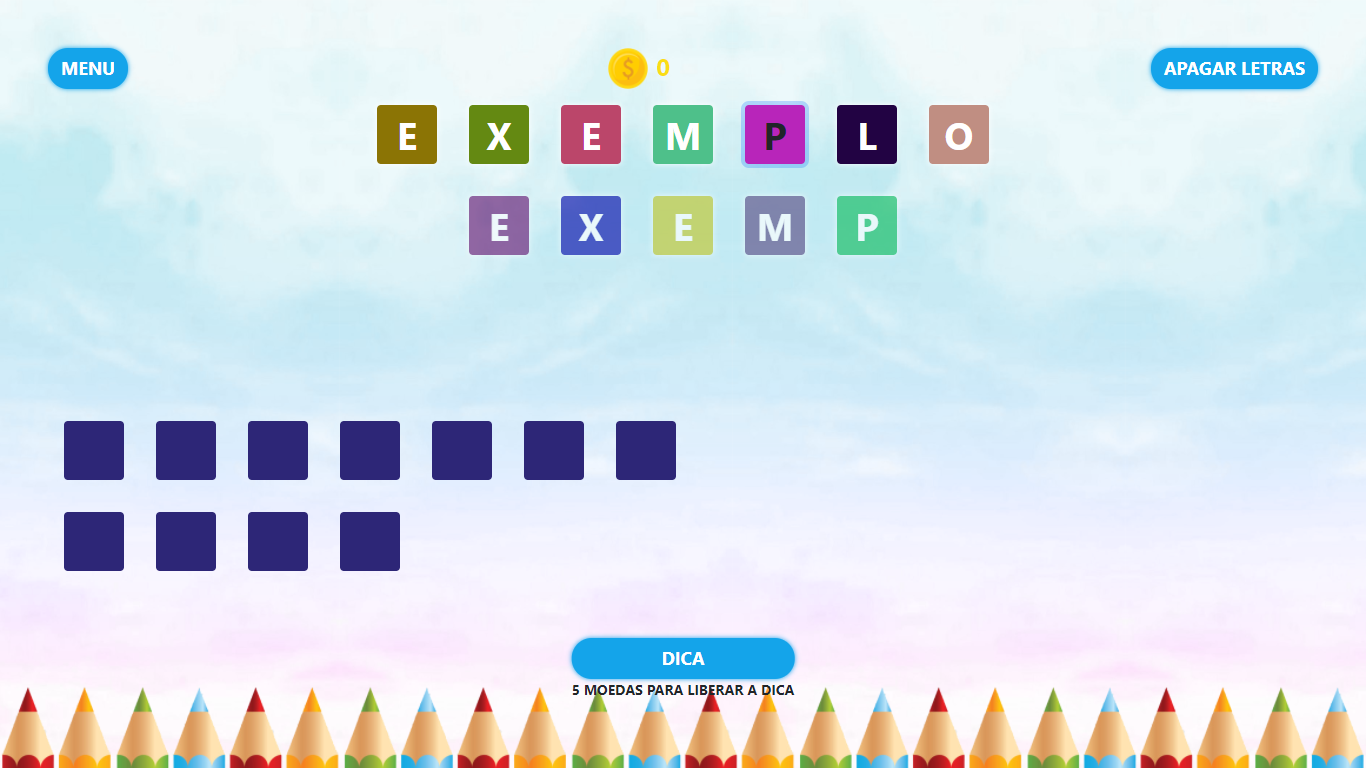 MENU
$ 0
APAGAR LETRAS
E X E M P L O
E X E M P
DICA
5 MOEDAS PARA LIBERAR A DICA